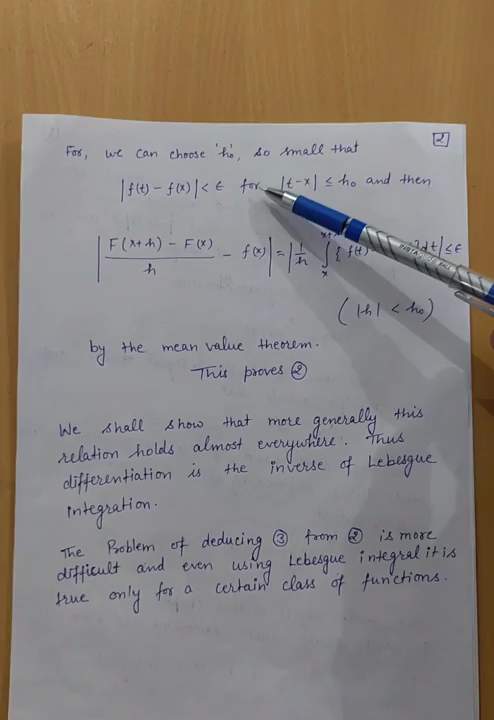 2
For, we can choose 'h₀', so small that
|f(t) - f(x)| < ϵ for |t-x| ≤ h₀ and then
| (F(x+h) - F(x))/h - f(x) | = | 1/h ∫ₓ { f(t) dt | ≤ ϵ
( |h| < h₀ )
by the mean value theorem.
This proves ②
We shall show that more generally this
relation holds almost everywhere. Thus
differentiation is the inverse of Lebesgue
integration.
The Problem of deducing ③ from ② is more
difficult and even using Lebesgue integral it is
true only for a certain class of functions.